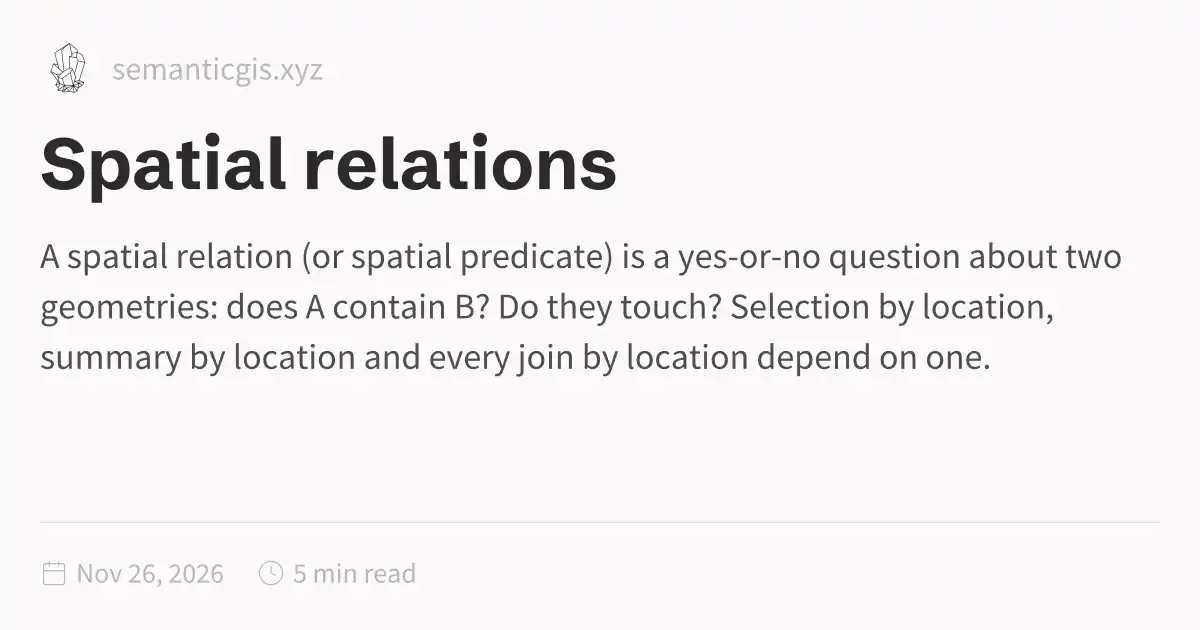 semanticgis.xyz
Spatial relations
A spatial relation (or spatial predicate) is a yes-or-no question about two
geometries: does A contain B? Do they touch? Selection by location,
summary by location and every join by location depend on one.
Nov 26, 2026 5 min read